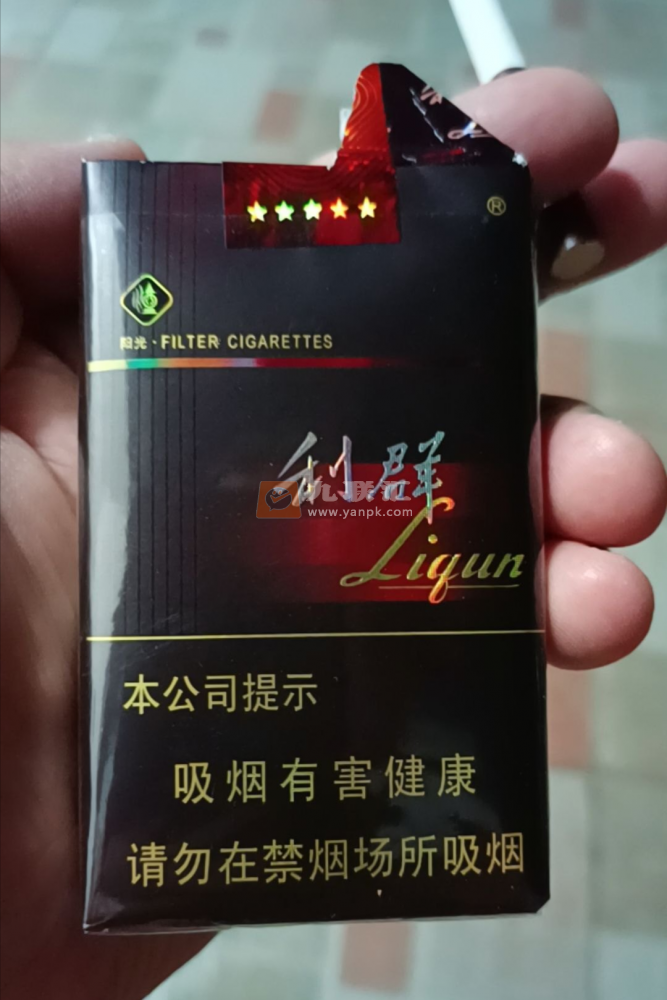 ®
阳光·FILTER CIGARETTES
利群
www.yanpk.com
Liqun
本公司提示
吸烟有害健康
请勿在禁烟场所吸烟